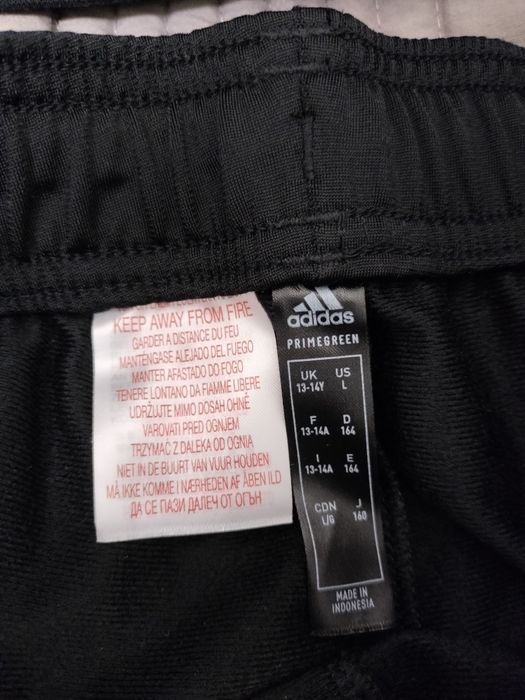 KEEP AWAY FROM FIRE
GARDER A DISTANCE DU FEU
MANTÉNGASE ALEJADO DEL FUEGO
MANTER AFASTADO DO FOGO
TENERE LONTANO DA FIAMME LIBERE
UDRŽUJTE MIMO DOSAH OHNĚ
VAROVATI PRED OGNJEM
TRZYMAĆ Z DALEKA OD OGNIA
NIET IN DE BUURT VAN VUUR HOUDEN
MÅ IKKE KOMME I NÆRHEDEN AF ÅBEN ILD
ДА СЕ ПАЗИ ДАЛЕЧ ОТ ОГЪН
adidas
PRIMEGREEN
UK US
13-14Y L
F D
13-14A 164
I E
13-14A 164
CDN J
L/G 160
MADE IN
INDONESIA